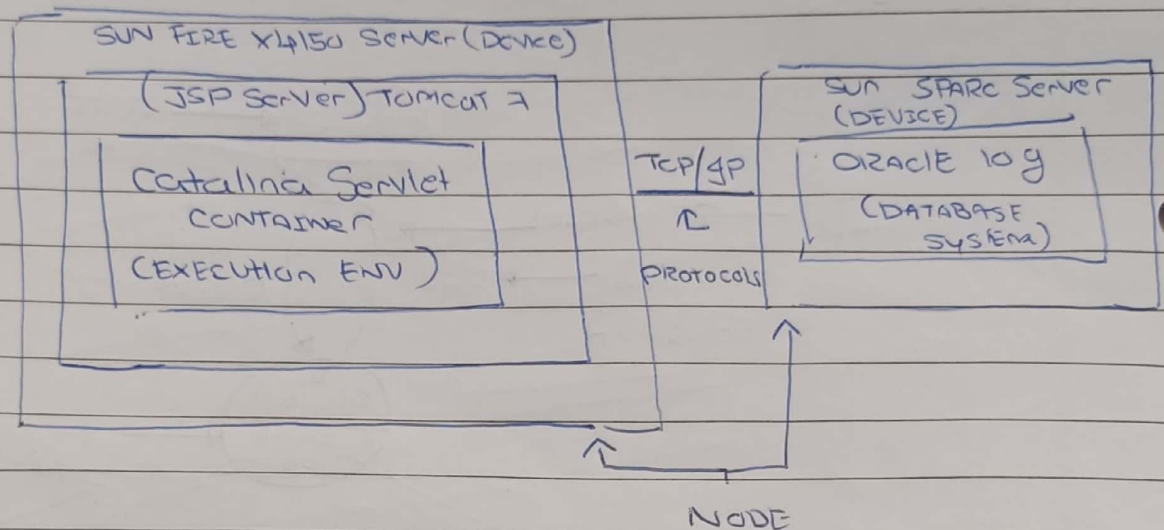 SUN FIRE X4150 Server (Device)
(JSP Server) Tomcat 7
Catalina Servlet
CONTAINER
(EXECUTION ENV)
TCP/IP
PROTOCOLS
Sun SPARC Server
(DEVICE)
ORACLE 10g
(DATABASE
SYSTEM)
NODE